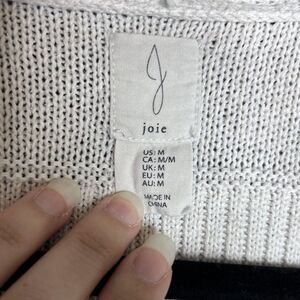 joie
US: M
CA: M/M
UK: M
EU: M
AU: M
MADE IN
CHINA